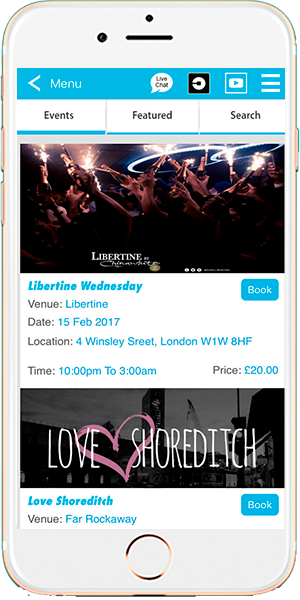 Menu
Live
Chat
Events
Featured
Search
LIBERTINE BY
Chinawhite
Libertine Wednesday
Book
Venue: Libertine
Date: 15 Feb 2017
Location: 4 Winsley Sreet, London W1W 8HF
Time: 10:00pm To 3:00am
Price: £20.00
LOVE SHOREDITCH
Love Shoreditch
Book
Venue: Far Rockaway